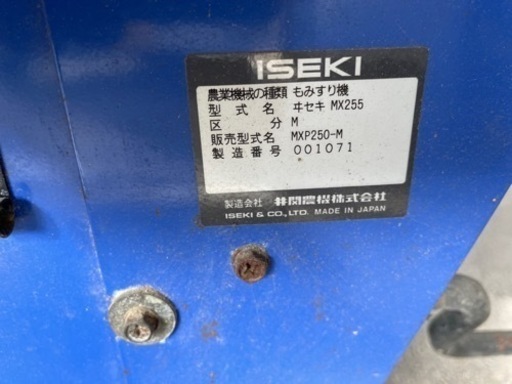 ISEKI
農業機械の種類 もみすり機
型式名 ヰセキ MX255
区分 M
販売型式名 MXP250-M
製造番号 001071
製造会社 井関農機株式会社
ISEKI & CO., LTD. MADE IN JAPAN